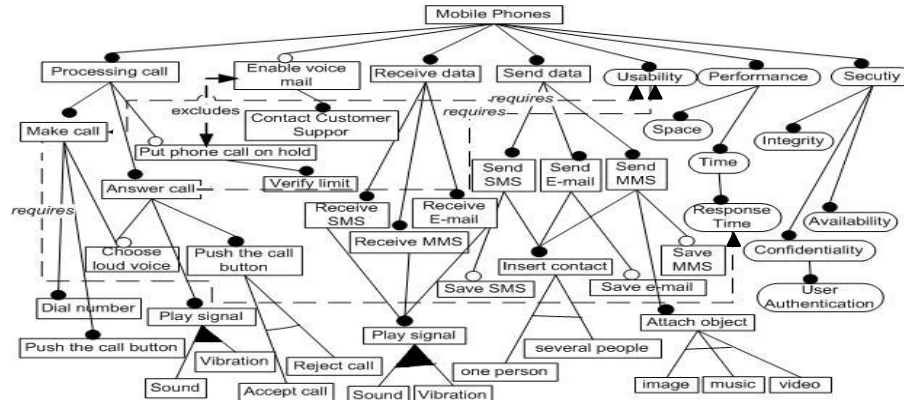 Mobile Phones
Processing call
Enable voice
mail
Receive data
Send data
Usability
Performance
Secutiy
requires
requires
excludes
Make call
Contact Customer
Suppor
Space
Integrity
Put phone call on hold
Verify limit
Answer call
Send
SMS
Send
E-mail
Send
MMS
Time
requires
Receive
SMS
Receive
E-mail
Receive MMS
Response
Time
Availability
Choose
loud voice
Push the call
button
Insert contact
Save
MMS
Confidentiality
Save SMS
Save e-mail
User
Authentication
Dial number
Play signal
Play signal
Attach object
Push the call button
Vibration
Reject call
several people
one person
Sound
Accept call
Sound
Vibration
image
music
video